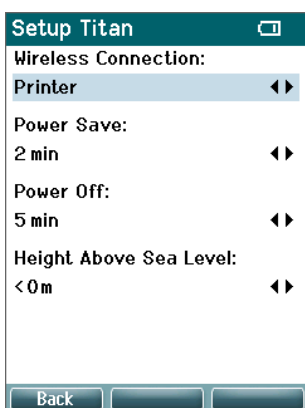 Setup Titan
Wireless Connection:
Printer
Power Save:
2 min
Power Off:
5 min
Height Above Sea Level:
<0m
Back